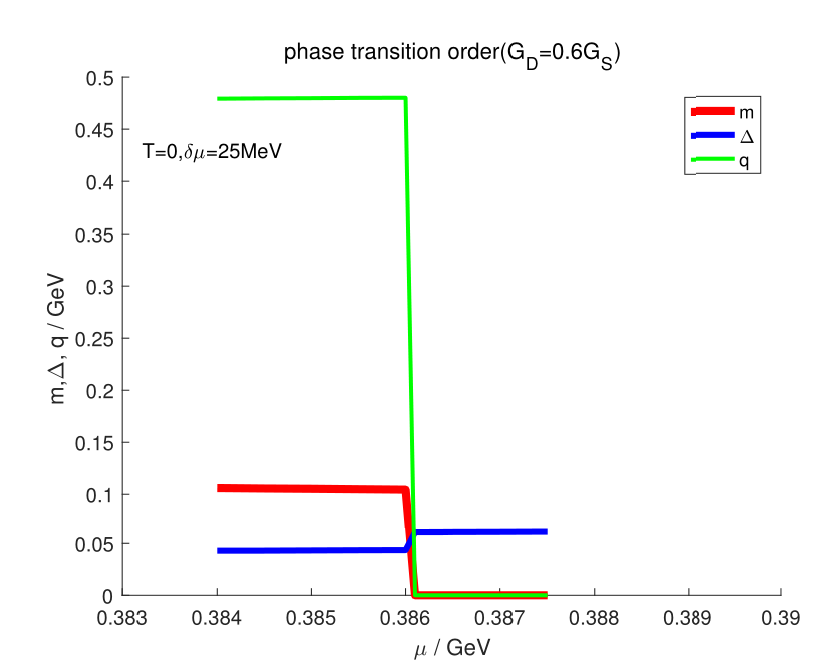 phase transition order(G_D=0.6G_S)
0.5
0.45
0.4
0.35
0.3
0.25
0.2
0.15
0.1
0.05
0
m,Δ, q / GeV
T=0,δμ=25MeV
m
Δ
q
0.383 0.384 0.385 0.386 0.387 0.388 0.389 0.39
μ / GeV